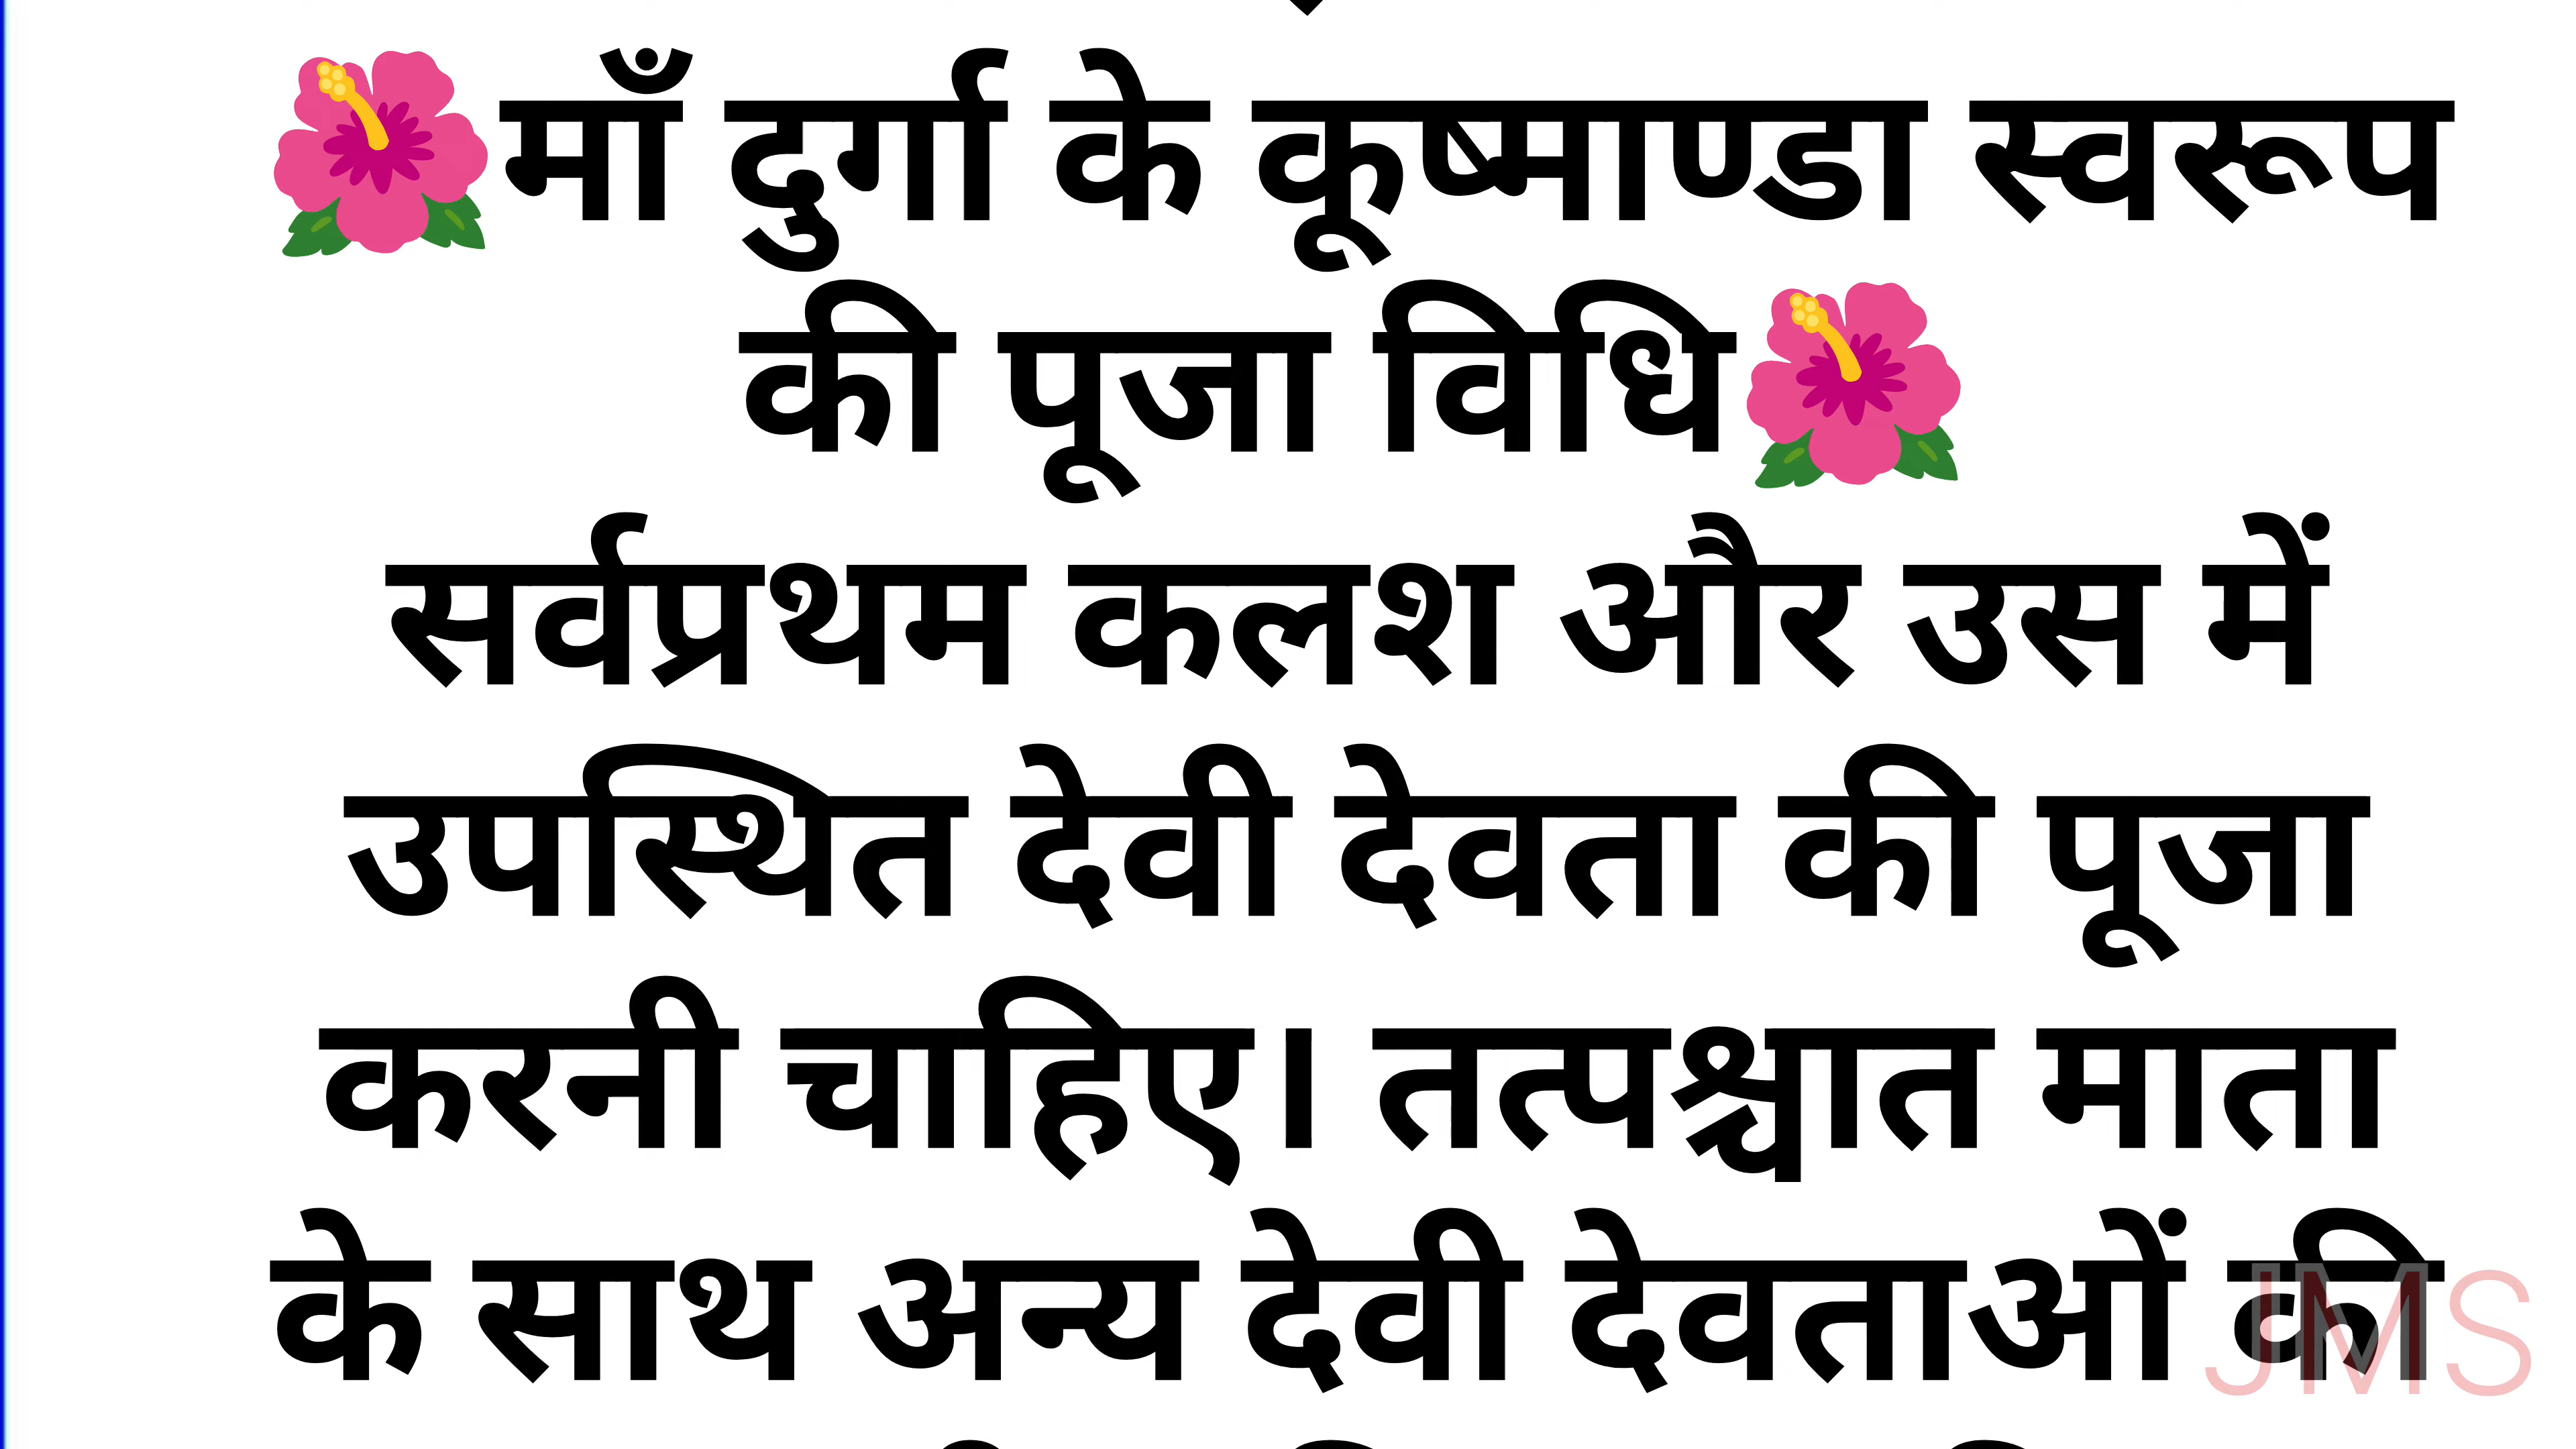 🌺माँ दुर्गा के कूष्माण्डा स्वरूप
की पूजा विधि🌺
सर्वप्रथम कलश और उस में
उपस्थित देवी देवता की पूजा
करनी चाहिए। तत्पश्चात माता
के साथ अन्य देवी देवताओं की
JMS